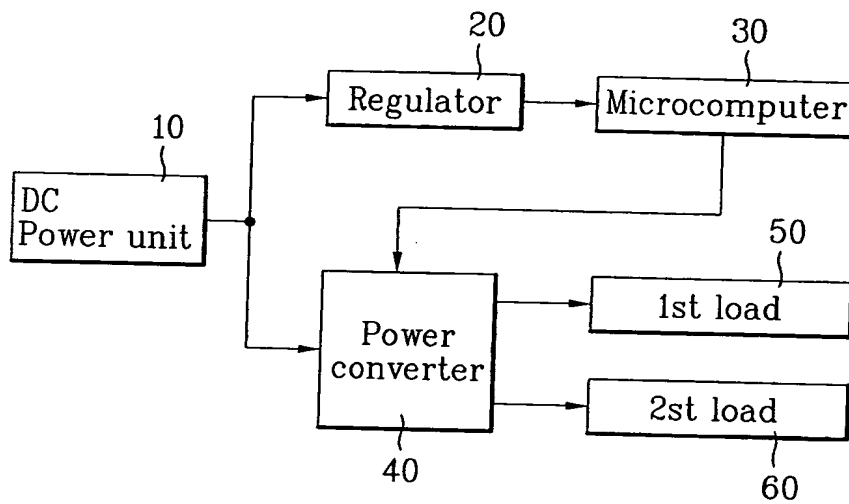 20
30
Regulator
Microcomputer
10
DC
Power unit
50
1st load
Power
converter
2st load
40
60